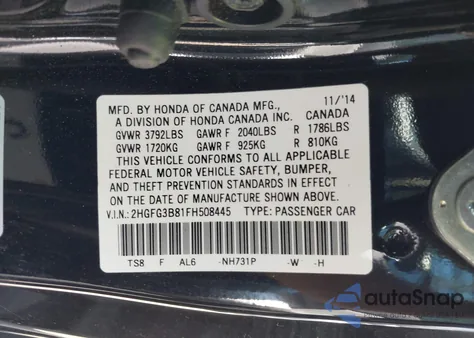 MFD. BY HONDA OF CANADA MFG., 11/'14
A DIVISION OF HONDA CANADA INC. CANADA
GVWR 3792LBS GAWR F 2040LBS R 1786LBS
GVWR 1720KG GAWR F 925KG R 810KG
THIS VEHICLE CONFORMS TO ALL APPLICABLE
FEDERAL MOTOR VEHICLE SAFETY, BUMPER,
AND THEFT PREVENTION STANDARDS IN EFFECT
ON THE DATE OF MANUFACTURE SHOWN ABOVE.
V.I.N.: 2HGFG3B81FH508445 TYPE: PASSENGER CAR
TS8 F AL6 -NH731P -W -H
autoSnap